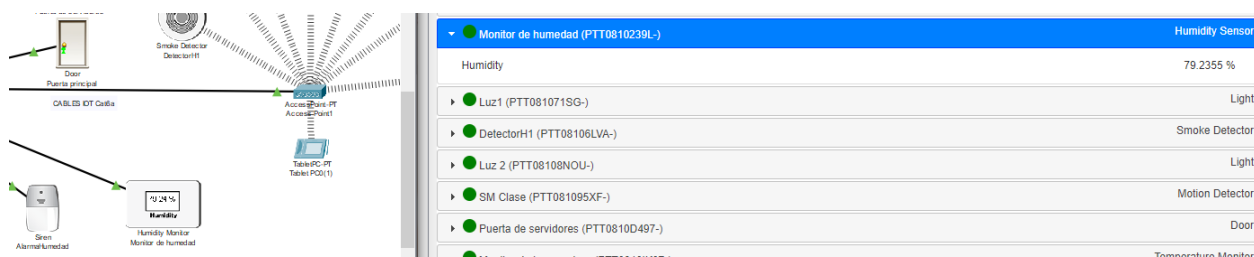 Smoke Detector
DetectorH1
Door
Puerta principal
CABLES IOT Cat6a
AccessPoint-PT
Access Point1
TabletPC-PT
Tablet PC0(1)
79.24 %
Humidity
Siren
AlarmaHumedad
Humidity Monitor
Monitor de humedad
Monitor de humedad (PTT0810239L-)
Humidity Sensor
Humidity
79.2355 %
Luz1 (PTT081071SG-)
Light
DetectorH1 (PTT08106LVA-)
Smoke Detector
Luz 2 (PTT08108NOU-)
Light
SM Clase (PTT081095XF-)
Motion Detector
Puerta de servidores (PTT0810D497-)
Door
Temperature Monitor